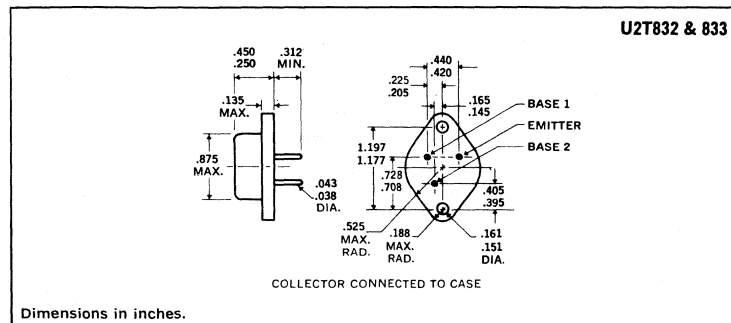 U2T832 & 833
.450
.250
.312
MIN.
.440
.420
.225
.205
.135
MAX.
.165
.145
BASE 1
EMITTER
BASE 2
1.197
1.177
.875
MAX.
.728
.708
.043
.038
DIA.
.405
.395
.525
MAX.
RAD.
.188
MAX.
RAD.
.161
.151
DIA.
COLLECTOR CONNECTED TO CASE
Dimensions in inches.